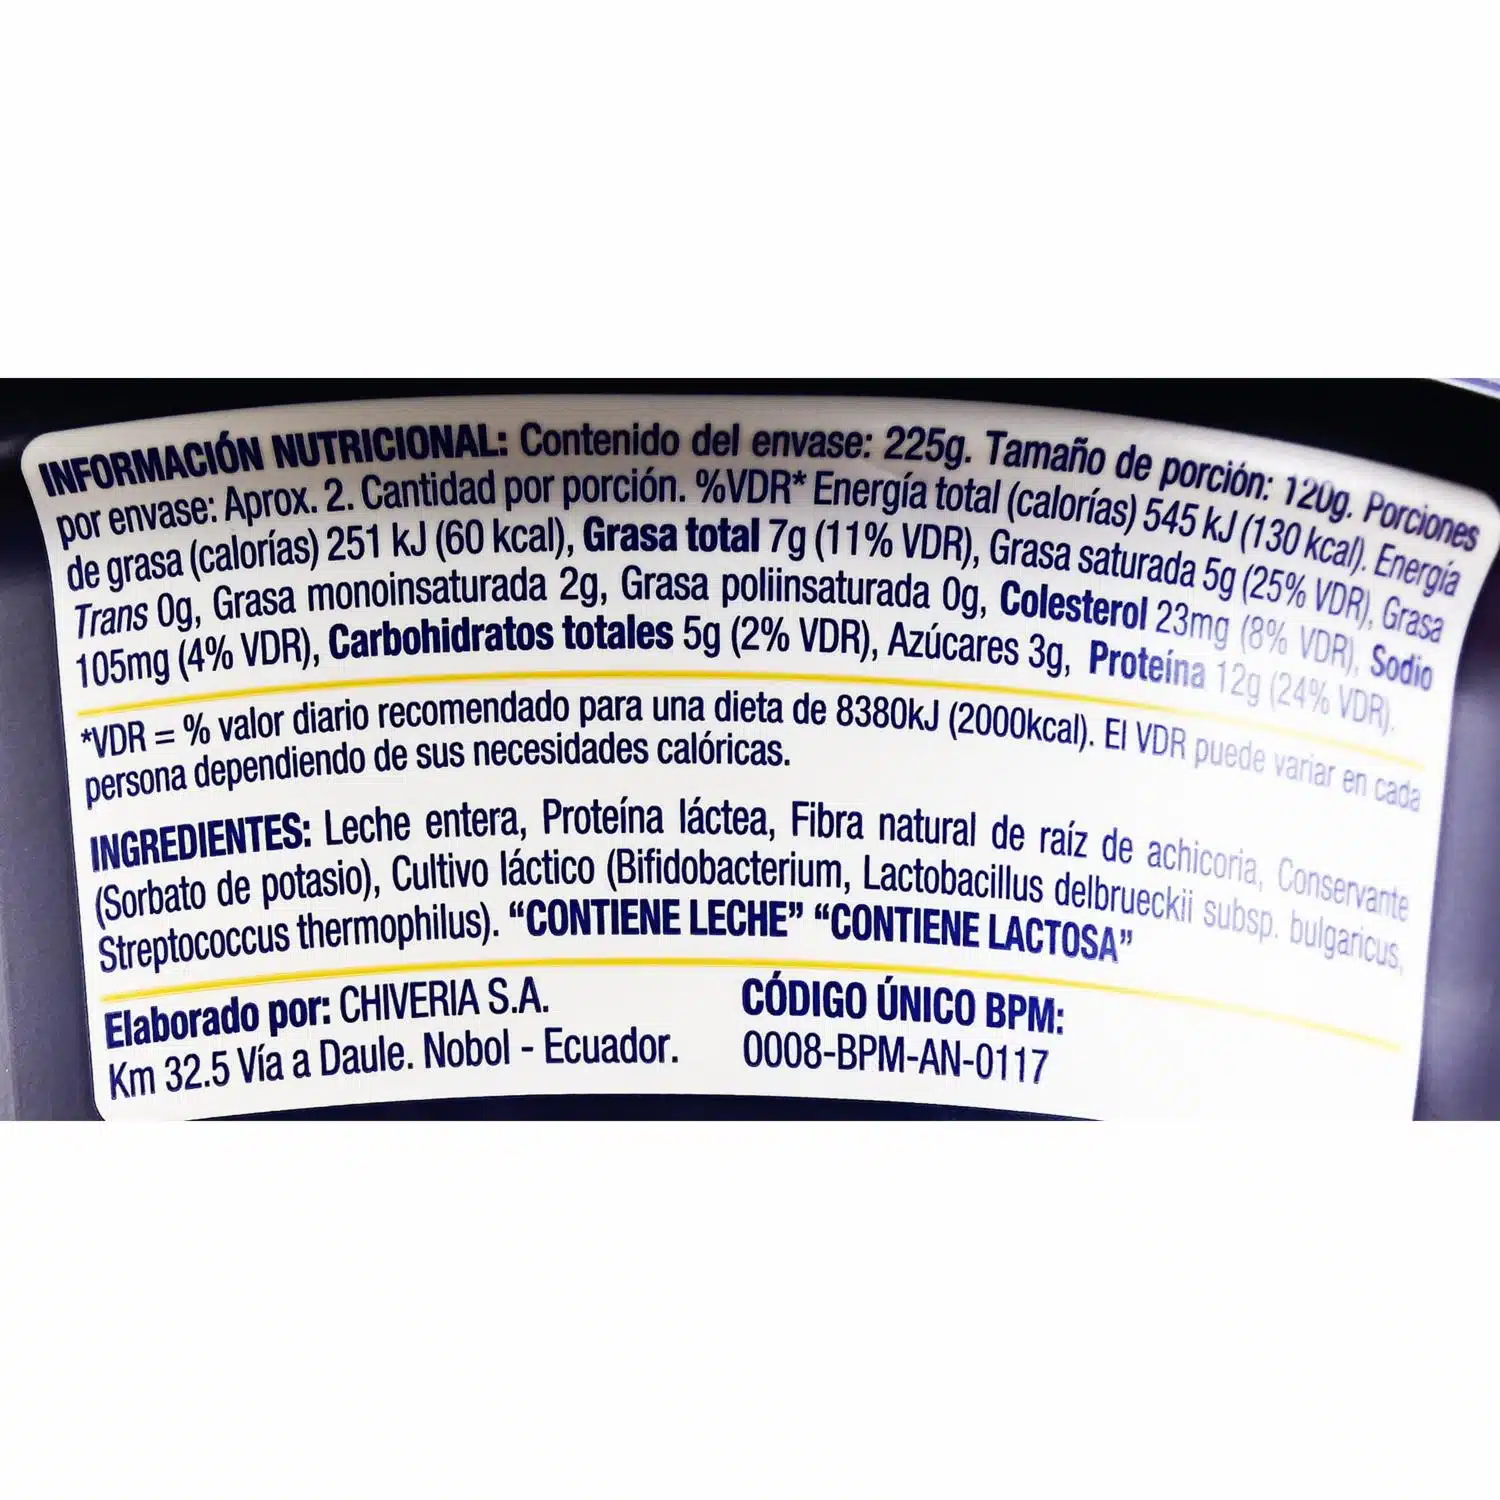 INFORMACIÓN NUTRICIONAL: Contenido del envase: 225g. Tamaño de porción: 120g. Porciones
por envase: Aprox. 2. Cantidad por porción. %VDR* Energía total (calorías) 545 kJ (130 kcal). Energía
de grasa (calorías) 251 kJ (60 kcal), Grasa total 7g (11% VDR), Grasa saturada 5g (25% VDR), Grasa
Trans 0g, Grasa monoinsaturada 2g, Grasa poliinsaturada 0g, Colesterol 23mg (8% VDR), Sodio
105mg (4% VDR), Carbohidratos totales 5g (2% VDR), Azúcares 3g, Proteína 12g (24% VDR).
*VDR = % valor diario recomendado para una dieta de 8380kJ (2000kcal). El VDR puede variar en cada
persona dependiendo de sus necesidades calóricas.
INGREDIENTES: Leche entera, Proteína láctea, Fibra natural de raíz de achicoria, Conservante
(Sorbato de potasio), Cultivo láctico (Bifidobacterium, Lactobacillus delbrueckii subsp. bulgaricus,
Streptococcus thermophilus). “CONTIENE LECHE” “CONTIENE LACTOSA”
Elaborado por: CHIVERIA S.A.
Km 32.5 Vía a Daule. Nobol - Ecuador.
CÓDIGO ÚNICO BPM:
0008-BPM-AN-0117